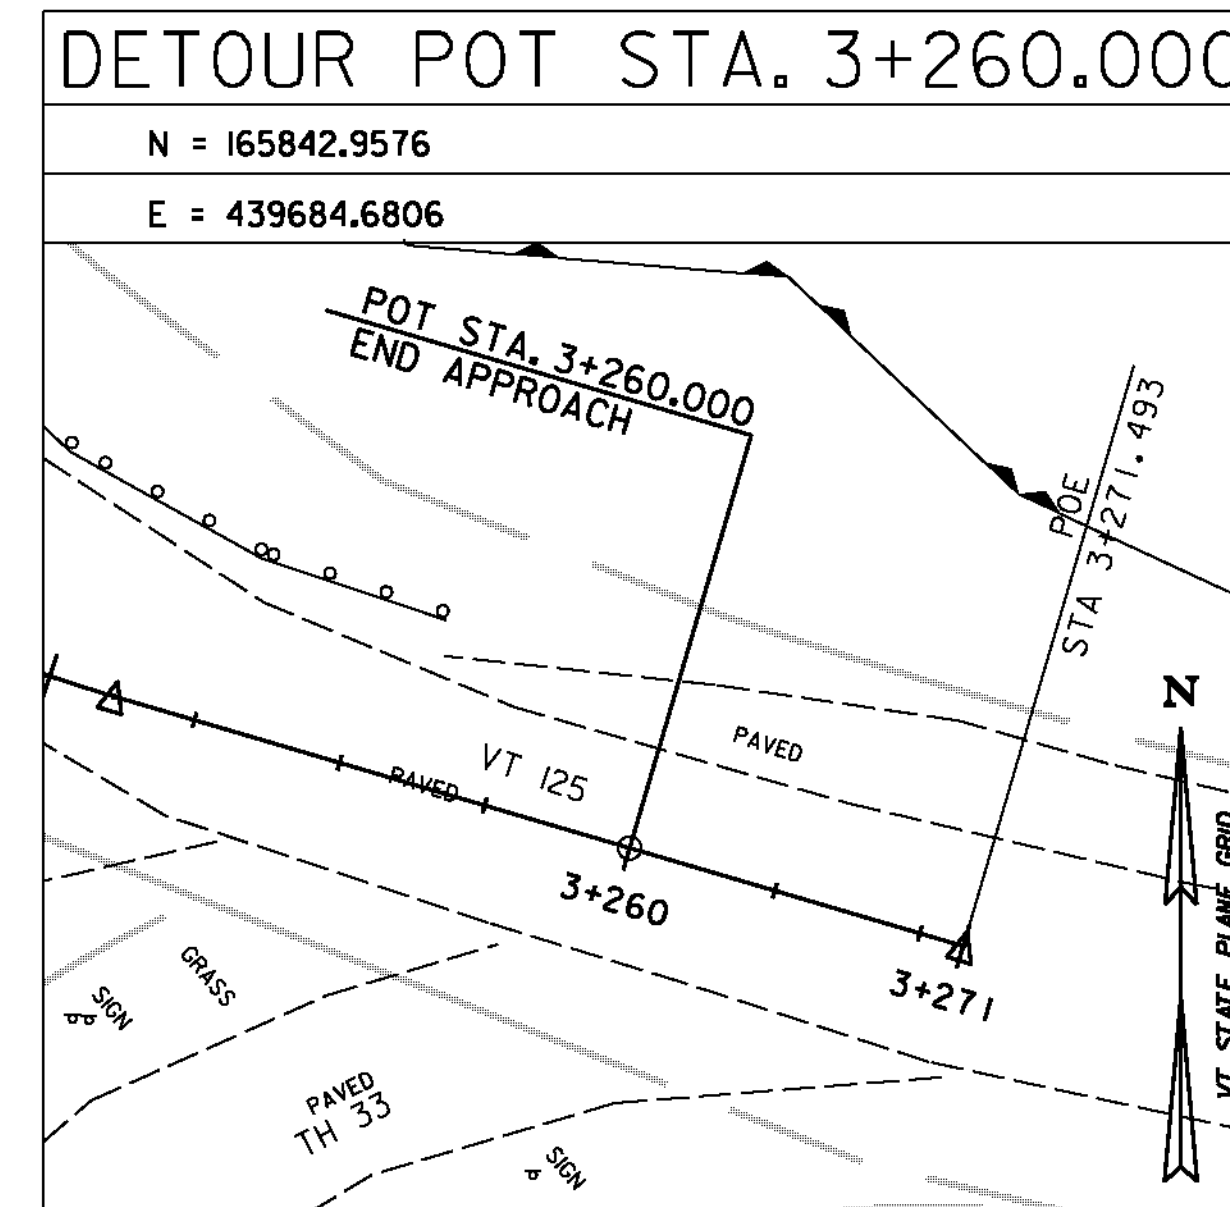 DETOUR POT STA. 3+260.000
N = 165842.9576
E = 439684.6806
POT STA. 3+260.000
END APPROACH
POE
STA 3+271.493
N
PAVED
VT 125
PAVED
3+260
3+271
VT STATE PLANE GRID
GRASS
SIGN
PAVED
TH 33
SIGN